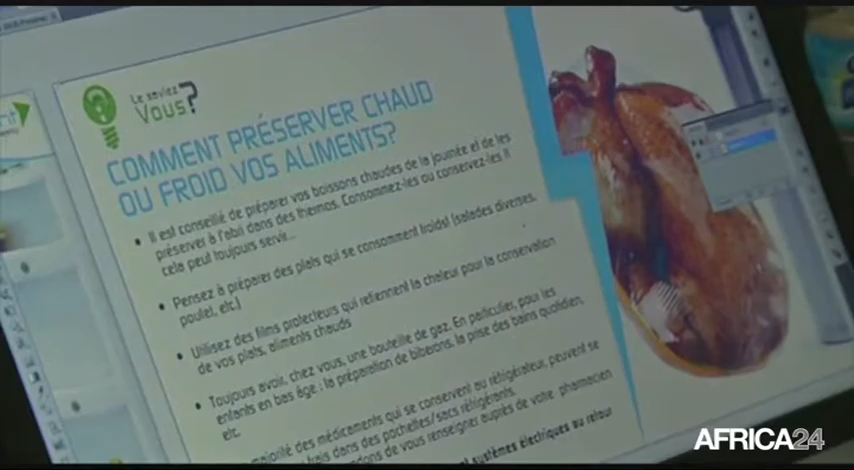 Le saviez
Vous?
COMMENT PRÉSERVER CHAUD
OU FROID VOS ALIMENTS?
• Il est conseillé de préparer vos boissons chaudes de la journée et de les
préserver à l'abri dans des thermos. Consommez-les ou conservez-les !!
cela peut toujours servir...
• Pensez à préparer des plats qui se consomment froids! (salades diverses,
poulet, etc.)
• Utilisez des films protecteurs qui retiennent la chaleur pour la conservation
de vos plats, aliments chauds
• Toujours avoir, chez vous, une bouteille de gaz. En particulier, pour les
enfants en bas âge : la préparation de biberons, la prise des bains quotidien,
etc.
majorité des médicaments qui se conservent au réfrigérateur, peuvent se
frais dans des pochettes/sacs réfrigérants.
de vous renseigner auprès de votre pharmacien
systèmes électriques au retour
AFRICA24